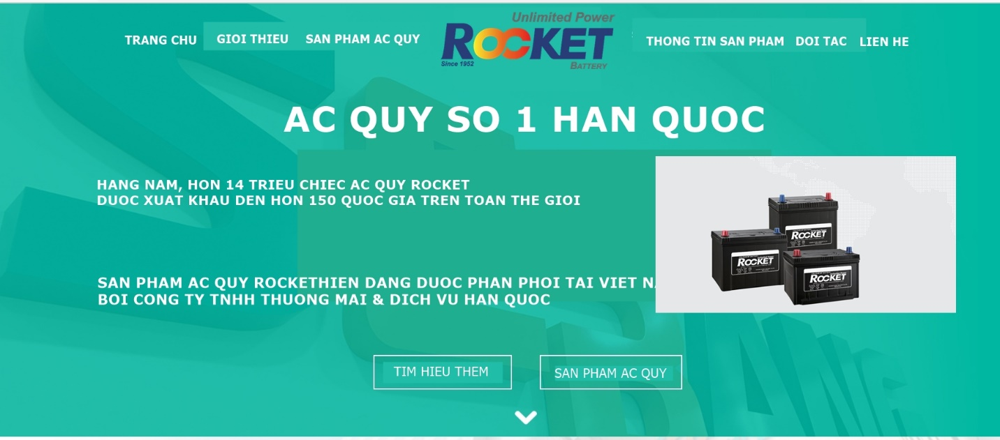 TRANG CHU GIOI THIEU SAN PHAM AC QUY
Unlimited Power
ROCKET
Since 1952
BATTERY
THONG TIN SAN PHAM DOI TAC LIEN HE
AC QUY SO 1 HAN QUOC
HANG NAM, HON 14 TRIEU CHIEC AC QUY ROCKET
DUOC XUAT KHAU DEN HON 150 QUOC GIA TREN TOAN THE GIOI
ROCKET
ROCKET
ROCKET
SAN PHAM AC QUY ROCKETHIEN DANG DUOC PHAN PHOI TAI VIET
BOI CONG TY TNHH THUONG MAI & DICH VU HAN QUOC
TIM HIEU THEM
SAN PHAM AC QUY